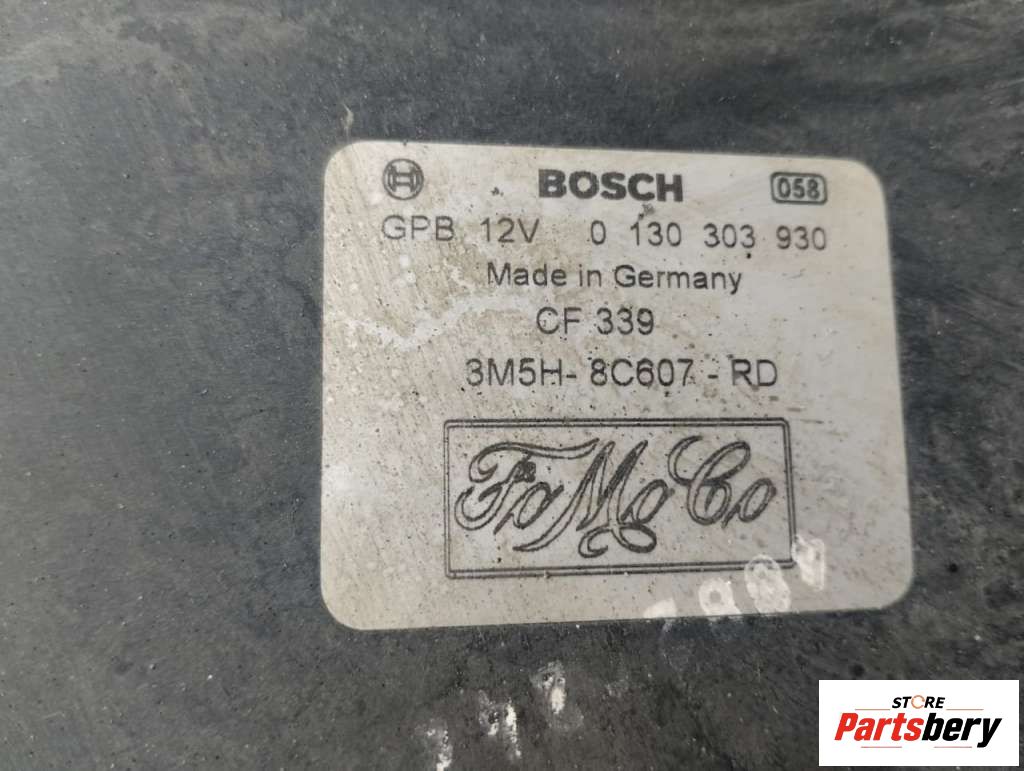 BOSCH 058
GPB 12V 0 130 303 930
Made in Germany
CF 339
3M5H- 8C607 - RD
FoMoCo
STORE
Partsbery